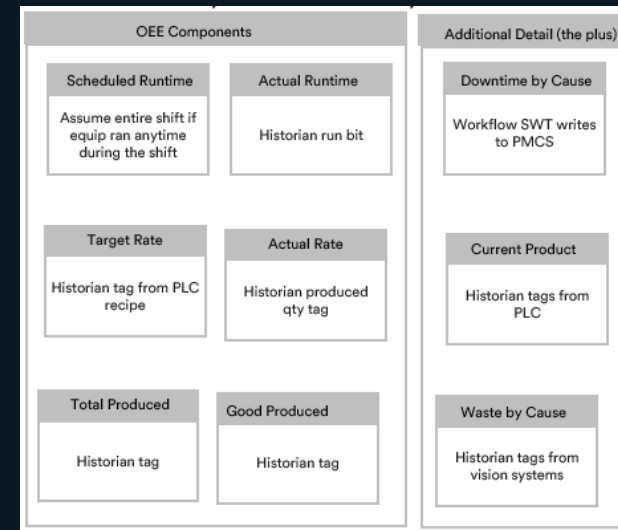 OEE Components
Scheduled Runtime
Assume entire shift if
equip ran anytime
during the shift
Actual Runtime
Historian run bit
Target Rate
Historian tag from PLC
recipe
Actual Rate
Historian produced
qty tag
Total Produced
Historian tag
Good Produced
Historian tag
Additional Detail (the plus)
Downtime by Cause
Workflow SWT writes
to PMCS
Current Product
Historian tags from
PLC
Waste by Cause
Historian tags from
vision systems